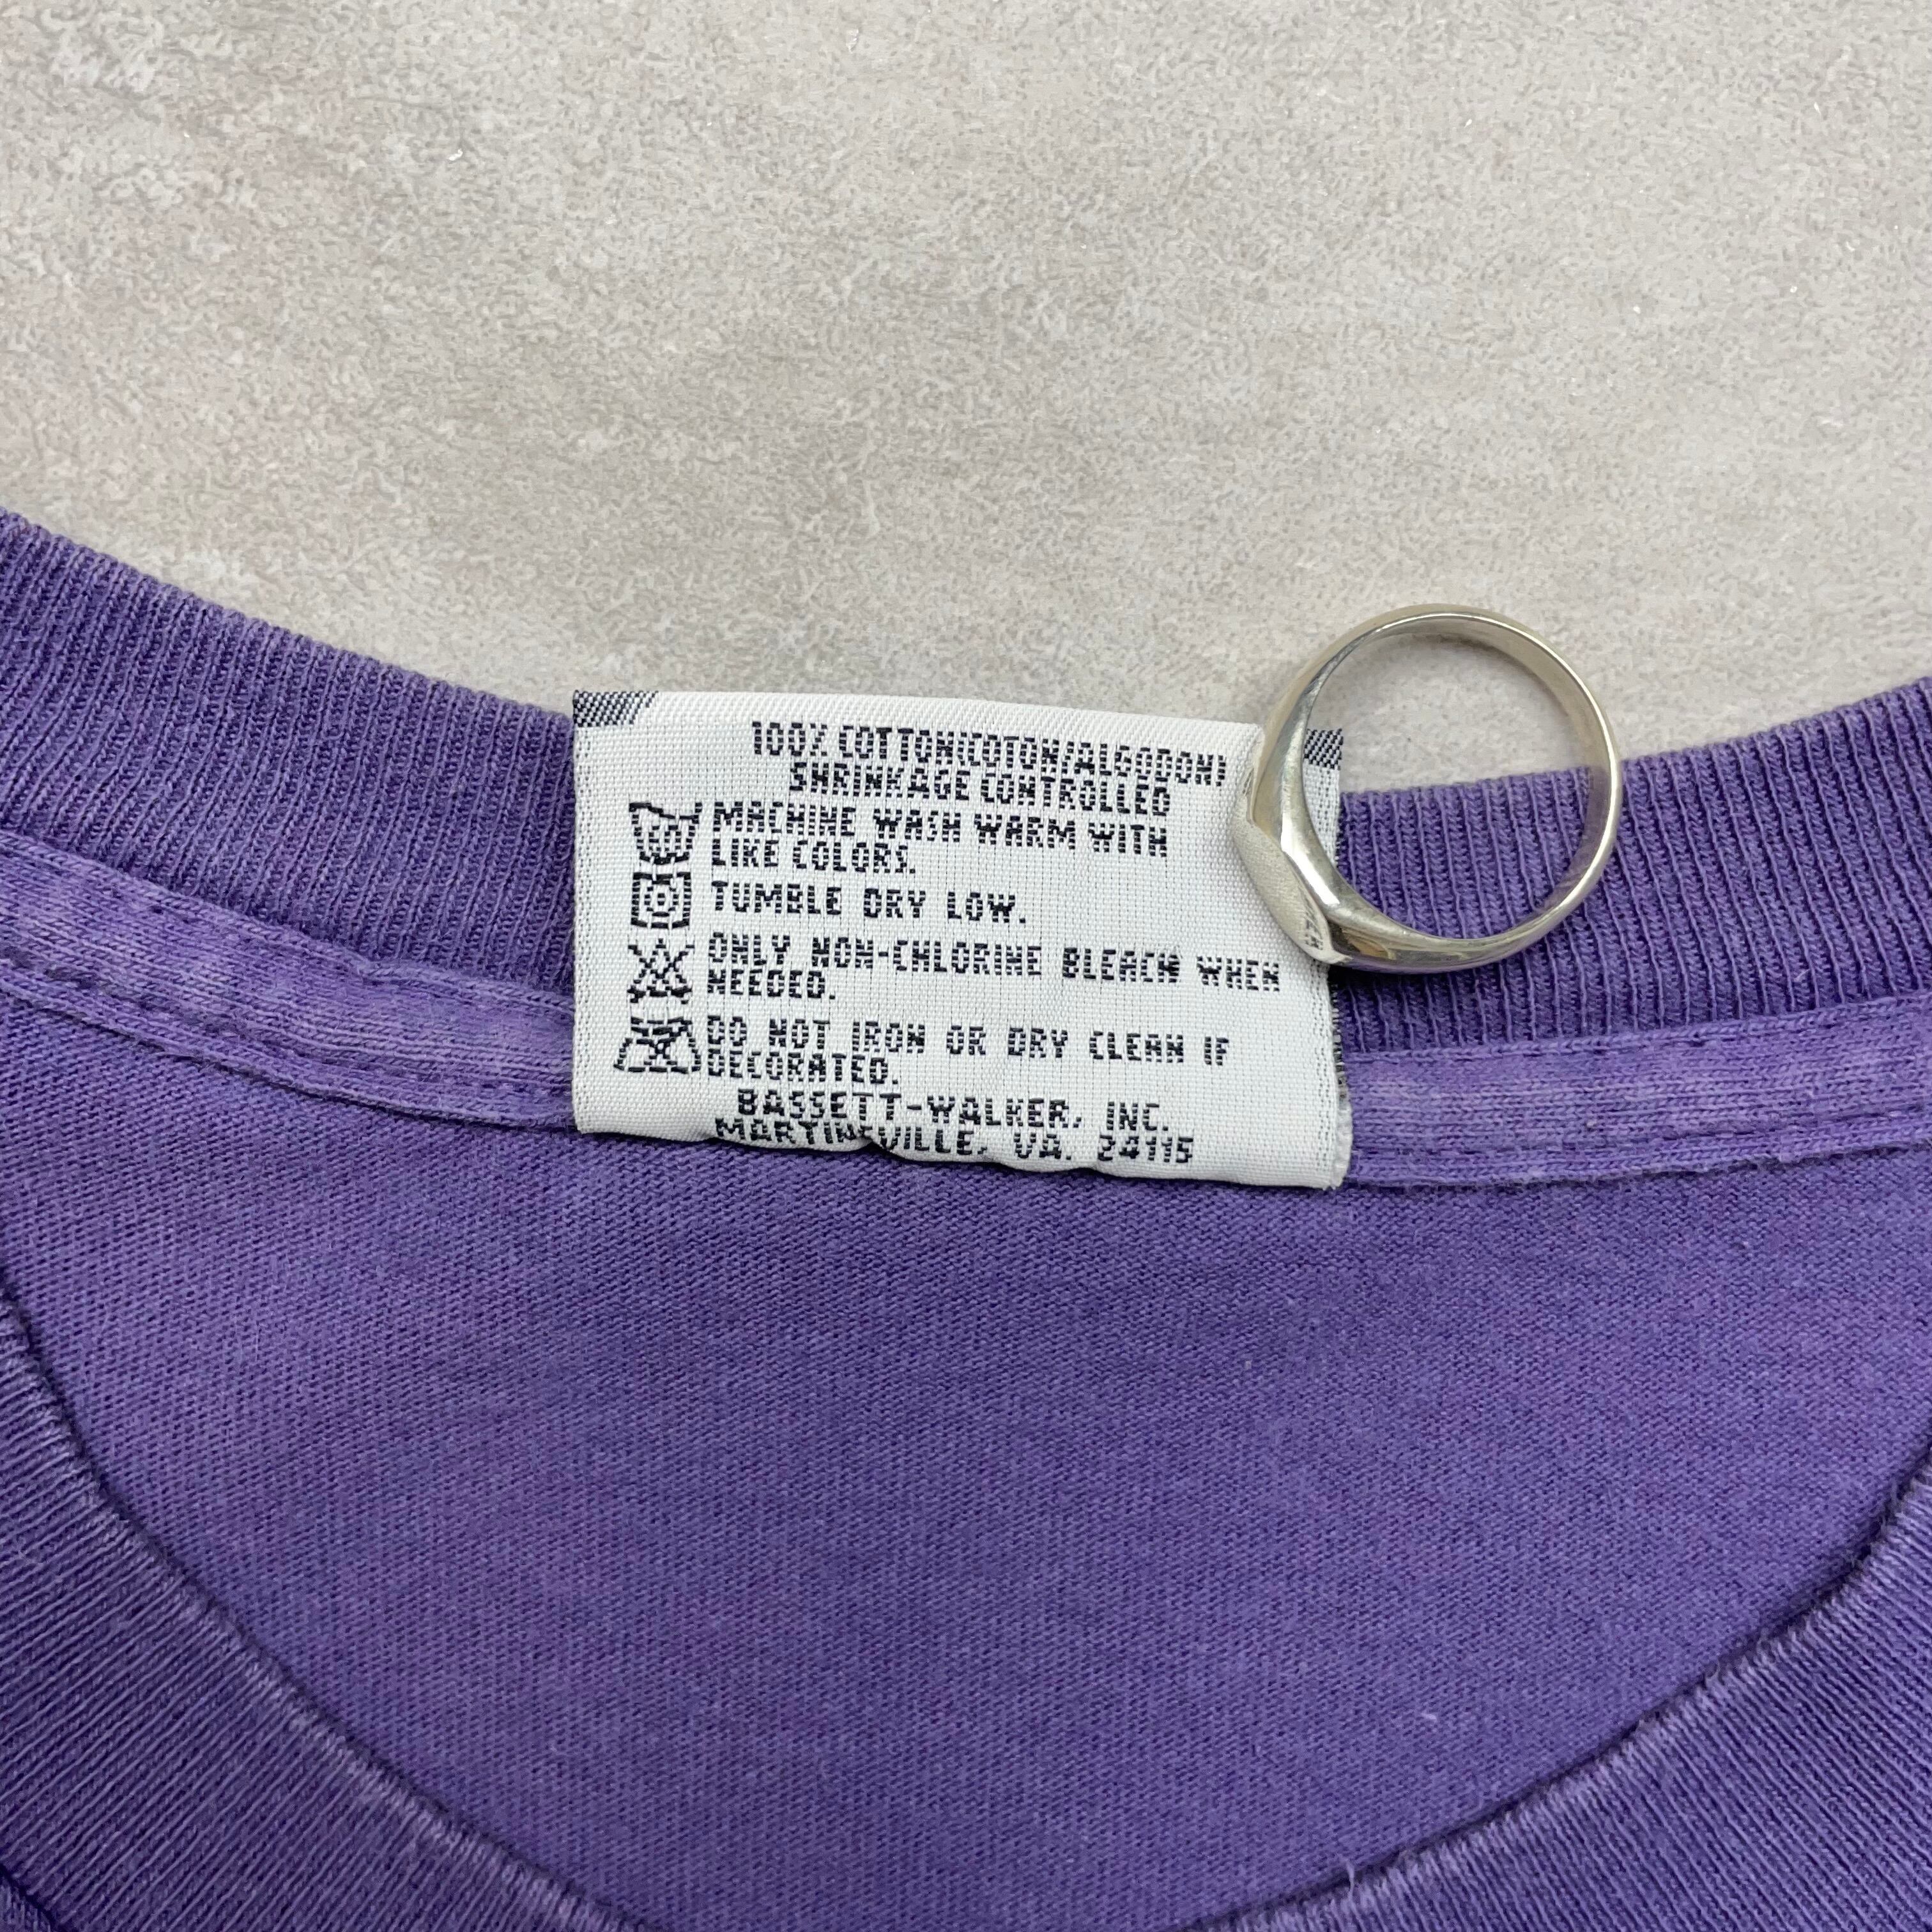 100% COTTON(COTON/ALGODON)
SHRINKAGE CONTROLLED
MACHINE WASH WARM WITH
LIKE COLORS.
TUMBLE DRY LOW.
ONLY NON-CHLORINE BLEACH WHEN
NEEDED.
DO NOT IRON OR DRY CLEAN IF
DECORATED.
BASSETT-WALKER, INC.
MARTINSVILLE, VA. 24115